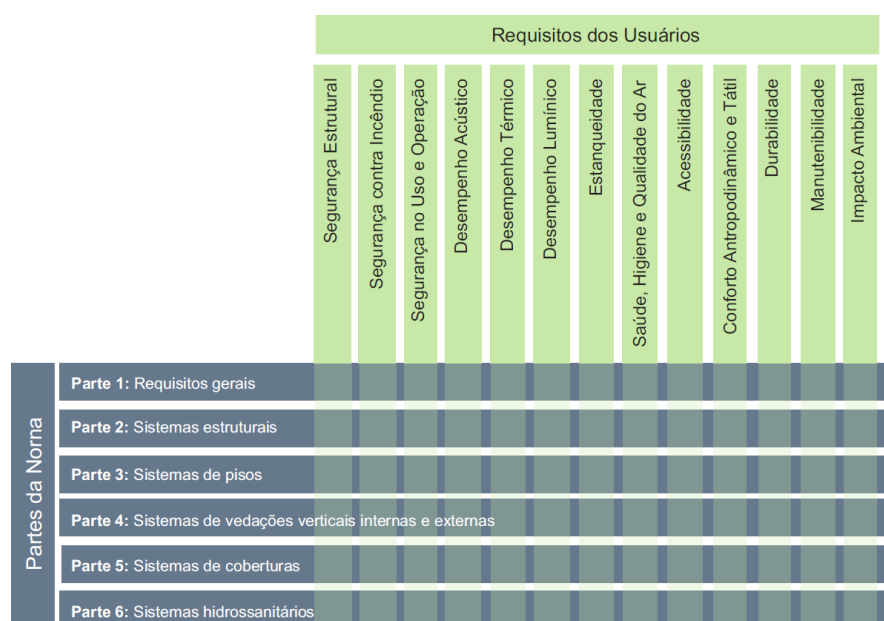 Requisitos dos Usuários
Segurança Estrutural
Segurança contra Incêndio
Segurança no Uso e Operação
Desempenho Acústico
Desempenho Térmico
Desempenho Lumínico
Estanqueidade
Saúde, Higiene e Qualidade do Ar
Acessibilidade
Conforto Antropodinâmico e Tátil
Durabilidade
Manutenibilidade
Impacto Ambiental
Partes da Norna
Parte 1: Requisitos gerais
Parte 2: Sistemas estruturais
Parte 3: Sistemas de pisos
Parte 4: Sistemas de vedações verticais internas e externas
Parte 5: Sistemas de coberturas
Parte 6: Sistemas hidrossanitários